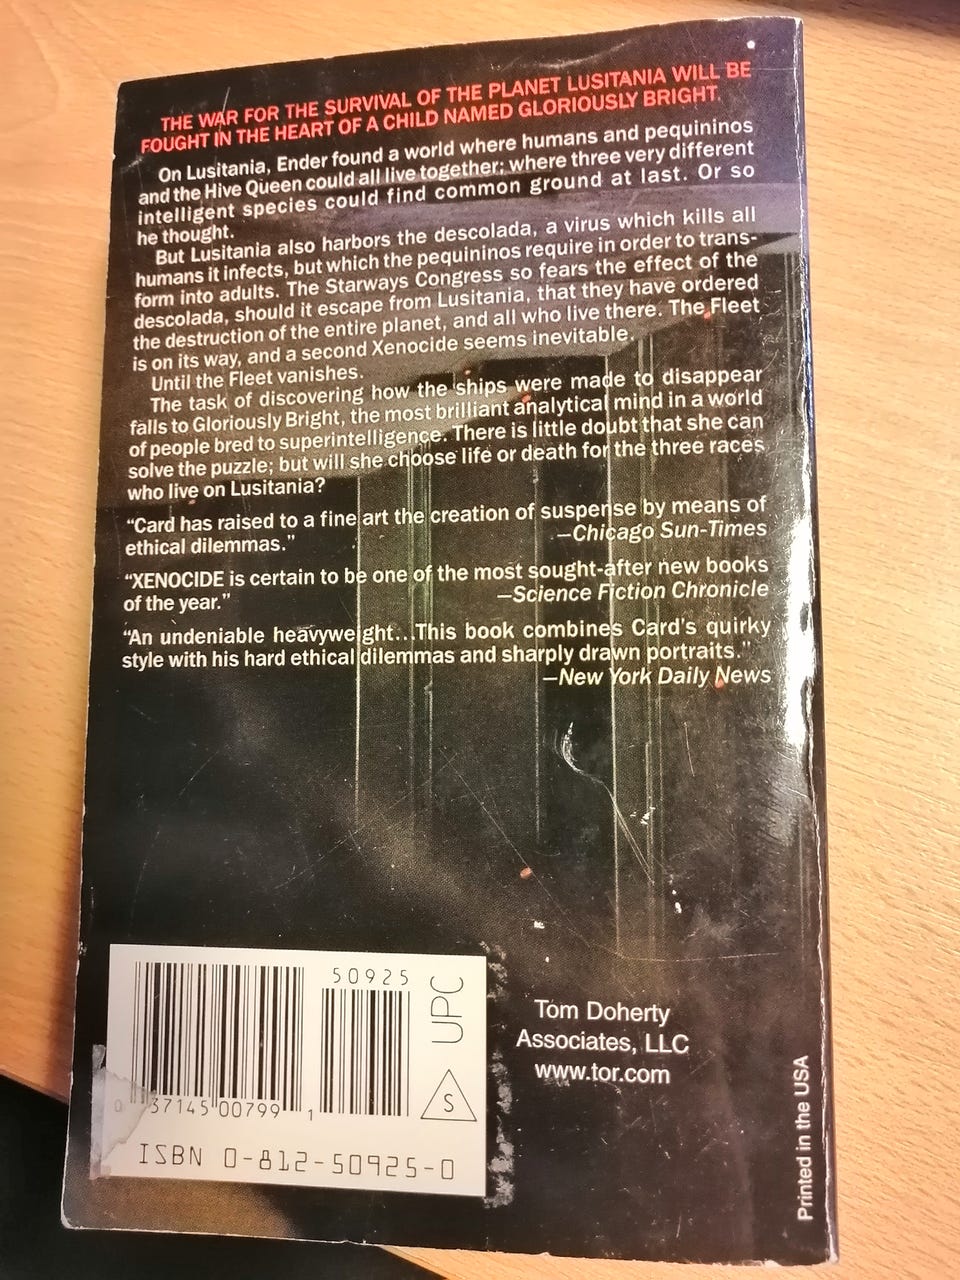 THE WAR FOR THE SURVIVAL OF THE PLANET LUSITANIA WILL BE
FOUGHT IN THE HEART OF A CHILD NAMED GLORIOUSLY BRIGHT.
On Lusitania, Ender found a world where humans and pequininos
and the Hive Queen could all live together; where three very different
intelligent species could find common ground at last. Or so
he thought.
But Lusitania also harbors the descolada, a virus which kills all
humans it infects, but which the pequininos require in order to trans-
form into adults. The Starways Congress so fears the effect of the
descolada, should it escape from Lusitania, that they have ordered
the destruction of the entire planet, and all who live there. The Fleet
is on its way, and a second Xenocide seems inevitable.
Until the Fleet vanishes.
The task of discovering how the ships were made to disappear
falls to Gloriously Bright, the most brilliant analytical mind in a world
of people bred to superintelligence. There is little doubt that she can
solve the puzzle; but will she choose life or death for the three races
who live on Lusitania?
"Card has raised to a fine art the creation of suspense by means of
ethical dilemmas." —Chicago Sun-Times
"XENOCIDE is certain to be one of the most sought-after new books
of the year." —Science Fiction Chronicle
"An undeniable heavyweight...This book combines Card's quirky
style with his hard ethical dilemmas and sharply drawn portraits."
—New York Daily News
50925
UPC
S
0 37145 00799 1
ISBN 0-812-50925-0
Tom Doherty
Associates, LLC
www.tor.com
Printed in the USA